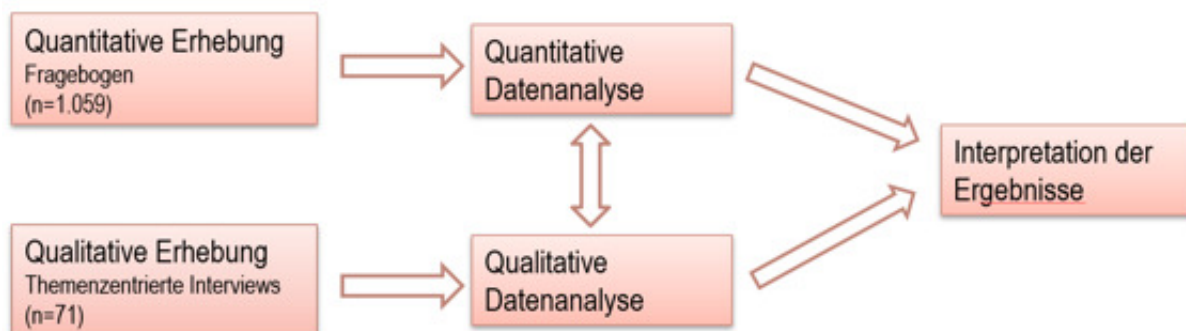 Quantitative Erhebung
Fragebogen
(n=1.059)
Quantitative
Datenanalyse
Interpretation der
Ergebnisse
Qualitative Erhebung
Themenzentrierte Interviews
(n=71)
Qualitative
Datenanalyse